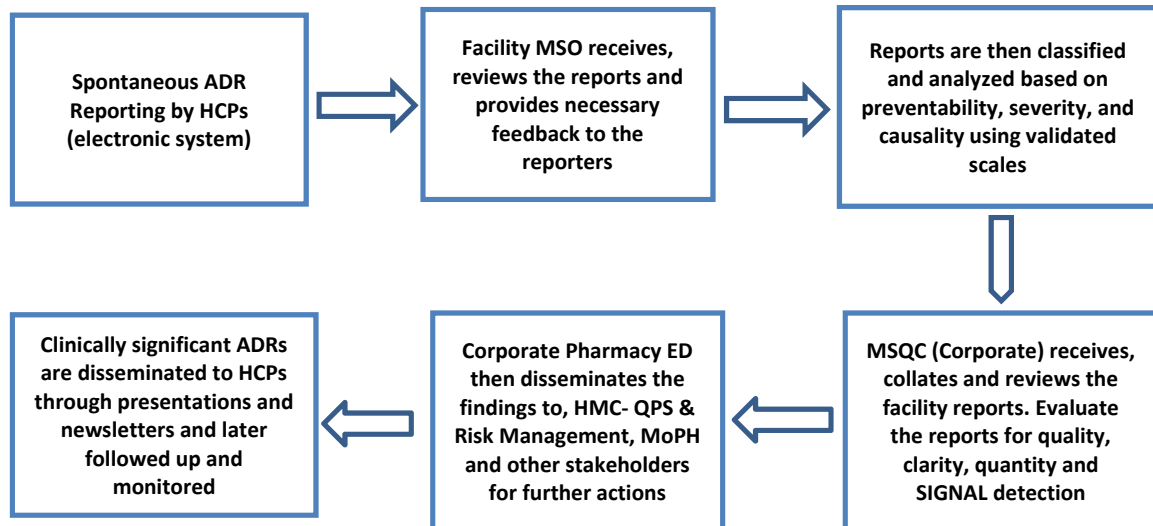 Spontaneous ADR
Reporting by HCPs
(electronic system)
Facility MSO receives,
reviews the reports and
provides necessary
feedback to the
reporters
Reports are then classified
and analyzed based on
preventability, severity, and
causality using validated
scales
MSQC (Corporate) receives,
collates and reviews the
facility reports. Evaluate
the reports for quality,
clarity, quantity and
SIGNAL detection
Corporate Pharmacy ED
then disseminates the
findings to, HMC- QPS &
Risk Management, MoPH
and other stakeholders
for further actions
Clinically significant ADRs
are disseminated to HCPs
through presentations and
newsletters and later
followed up and
monitored